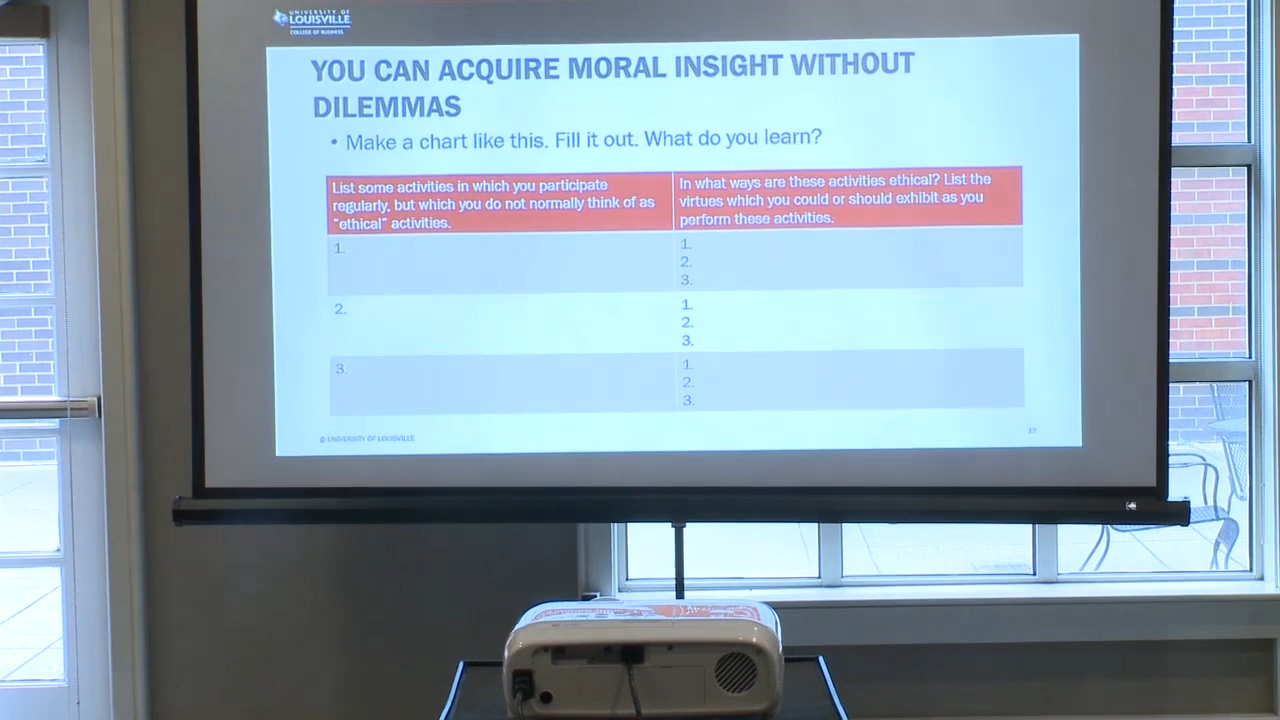 UNIVERSITY OF
LOUISVILLE
COLLEGE OF BUSINESS
YOU CAN ACQUIRE MORAL INSIGHT WITHOUT
DILEMMAS
• Make a chart like this. Fill it out. What do you learn?
List some activities in which you participate
regularly, but which you do not normally think of as
"ethical" activities.
In what ways are these activities ethical? List the
virtues which you could or should exhibit as you
perform these activities.
1.
1.
2.
3.
2.
1.
2.
3.
3.
1.
2.
3.
© UNIVERSITY OF LOUISVILLE
17